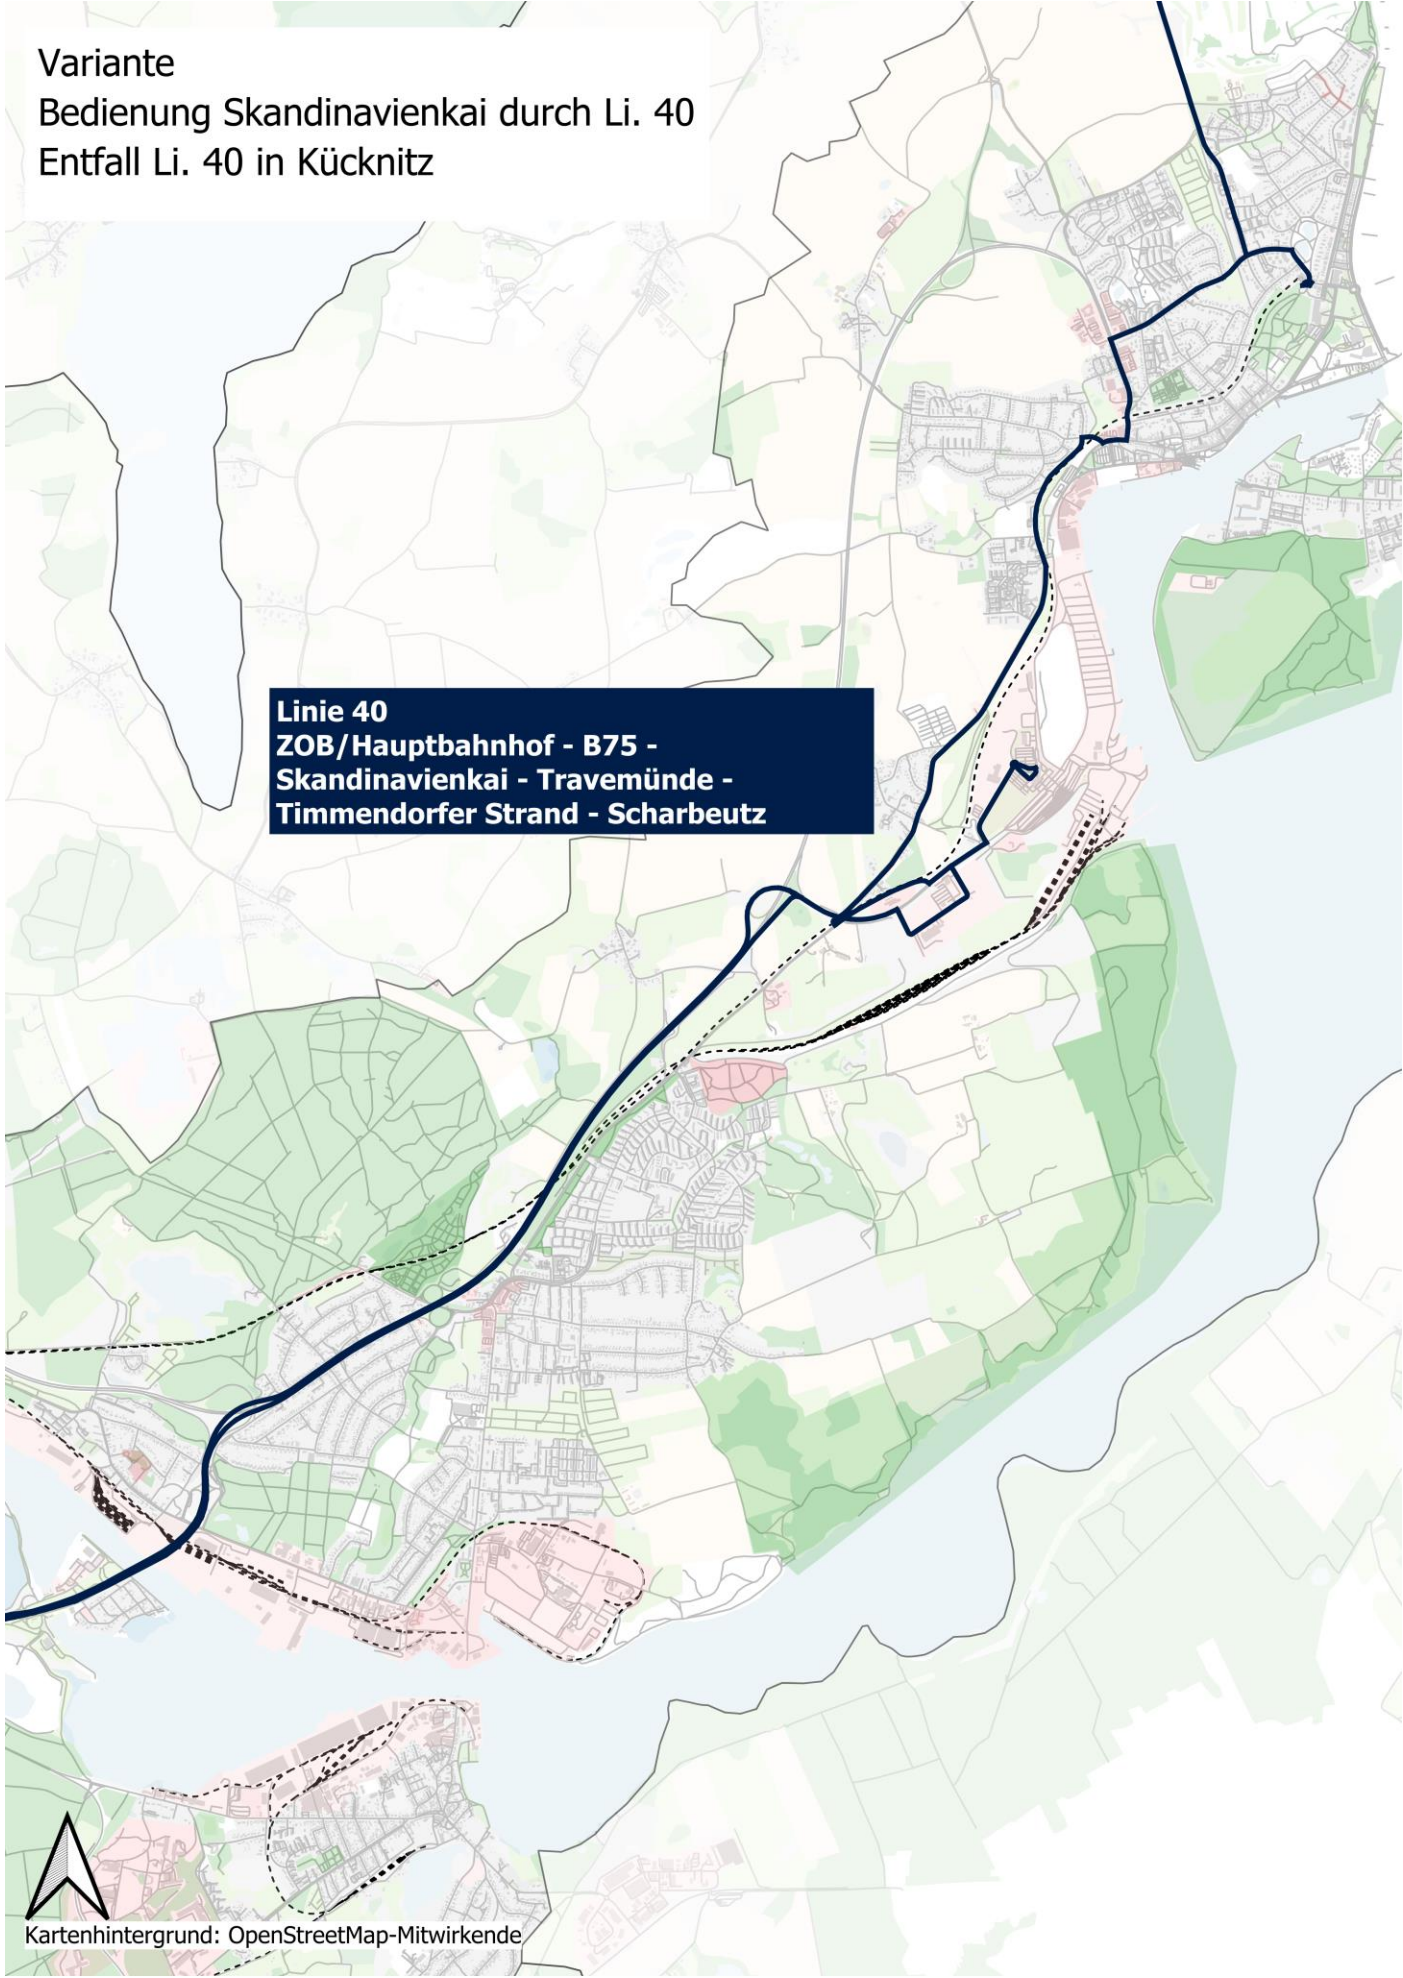 Variante
Bedienung Skandinavienkai durch Li. 40
Entfall Li. 40 in Kücknitz
Linie 40
ZOB/Hauptbahnhof - B75 -
Skandinavienkai - Travemünde -
Timmendorfer Strand - Scharbeutz
Kartenhintergrund: OpenStreetMap-Mitwirkende